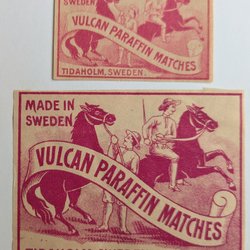 SWEDEN
VULCAN PARAFFIN MATCHES
TIDAHOLM, SWEDEN.
MADE IN
SWEDEN
VULCAN PARAFFIN MATCHES